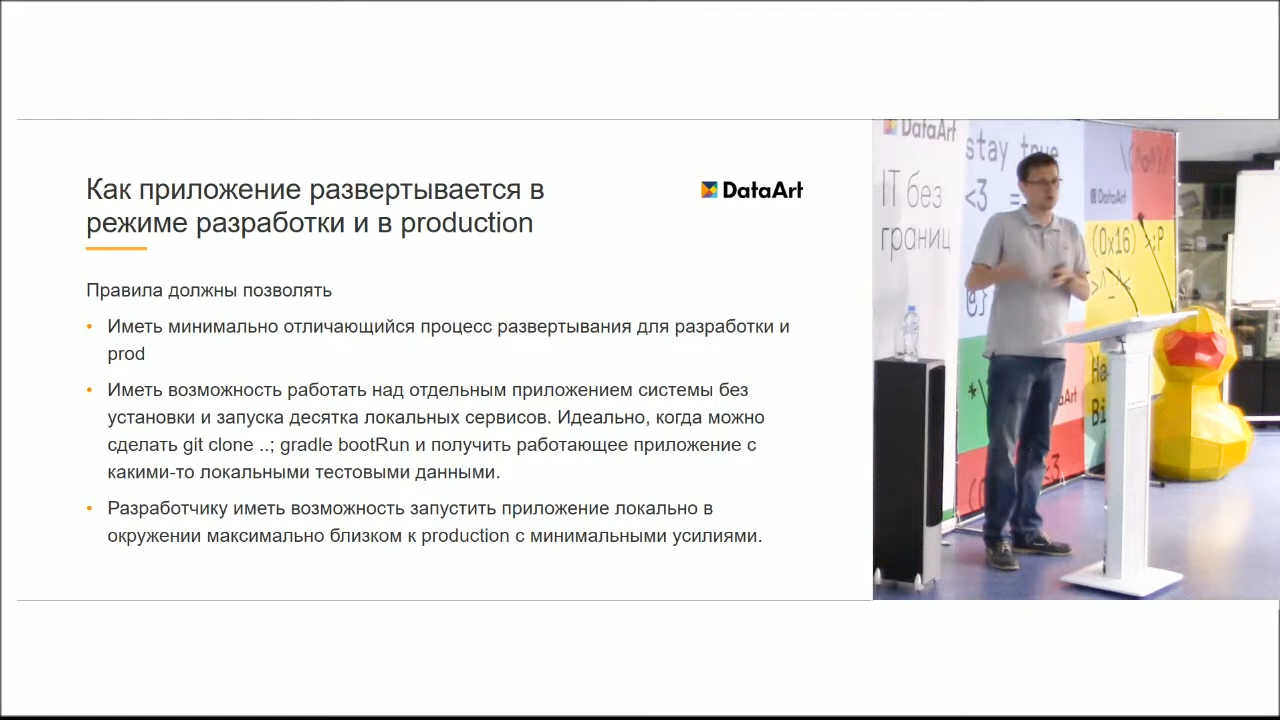 Как приложение развертывается в
режиме разработки и в production
DataArt
Правила должны позволять
• Иметь минимально отличающийся процесс развертывания для разработки и
prod
• Иметь возможность работать над отдельным приложением системы без
установки и запуска десятка локальных сервисов. Идеально, когда можно
сделать git clone ..; gradle bootRun и получить работающее приложение с
какими-то локальными тестовыми данными.
• Разработчику иметь возможность запустить приложение локально в
окружении максимально близком к production с минимальными усилиями.
DataArt
IT без
границ
stay true
<3 =
@}
DataArt
(0x16) >:P
>^_^<
На
Bi